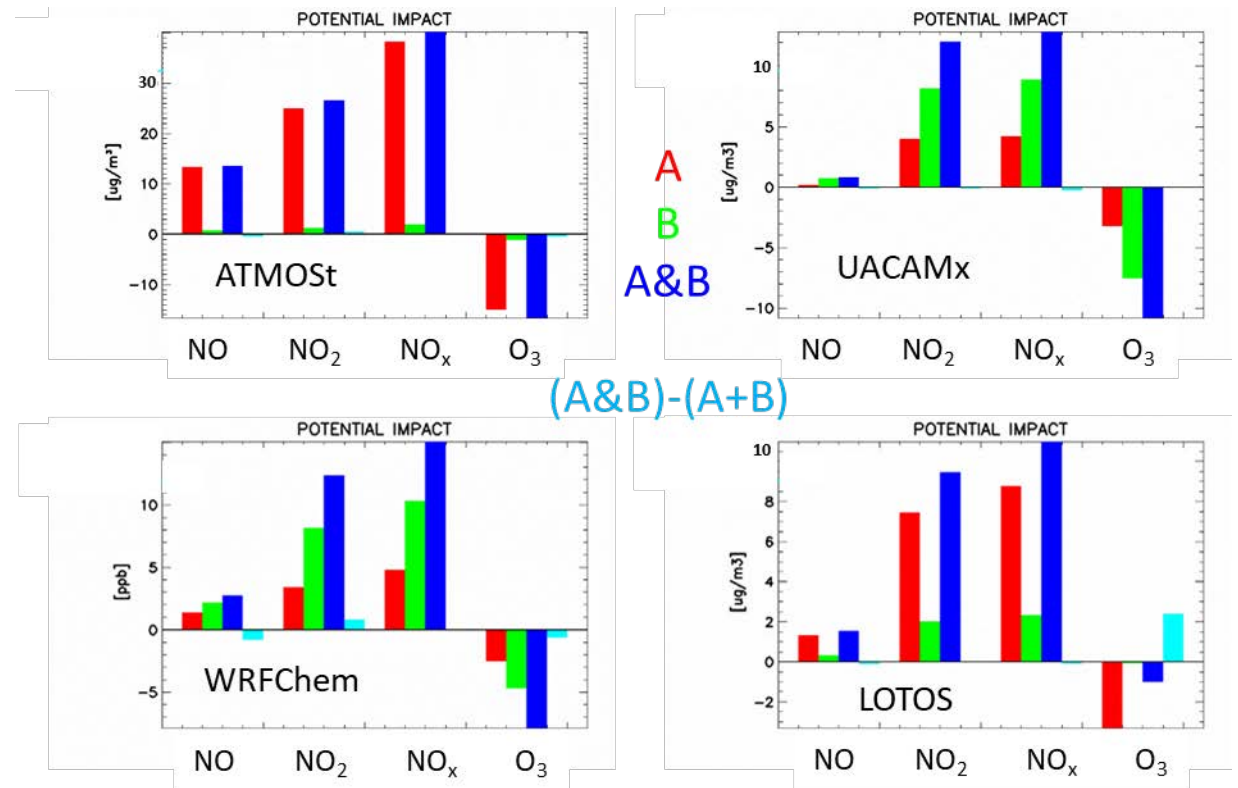 POTENTIAL IMPACT
30
20
10
0
−10
[ug/m³]
ATMOSt
NO NO₂ NOₓ O₃
A
B
A&B
POTENTIAL IMPACT
10
5
0
−5
−10
[ug/m3]
UACAMx
NO NO₂ NOₓ O₃
(A&B)-(A+B)
POTENTIAL IMPACT
10
5
0
−5
[ppb]
WRFChem
NO NO₂ NOₓ O₃
POTENTIAL IMPACT
10
8
6
4
2
0
−2
[ug/m3]
LOTOS
NO NO₂ NOₓ O₃